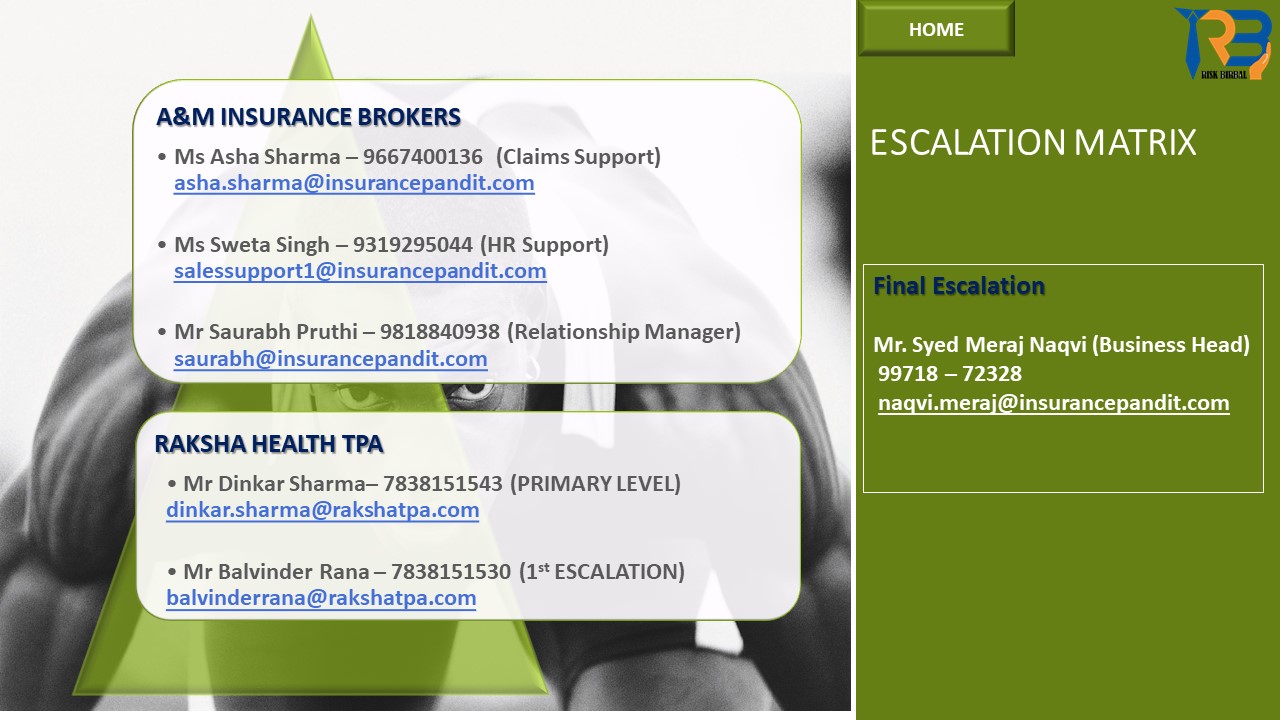 HOME
RISK BIRBAL
ESCALATION MATRIX
A&M INSURANCE BROKERS
• Ms Asha Sharma – 9667400136 (Claims Support)
asha.sharma@insurancepandit.com
• Ms Sweta Singh – 9319295044 (HR Support)
salessupport1@insurancepandit.com
• Mr Saurabh Pruthi – 9818840938 (Relationship Manager)
saurabh@insurancepandit.com
RAKSHA HEALTH TPA
• Mr Dinkar Sharma– 7838151543 (PRIMARY LEVEL)
dinkar.sharma@rakshatpa.com
• Mr Balvinder Rana – 7838151530 (1st ESCALATION)
balvinderrana@rakshatpa.com
Final Escalation
Mr. Syed Meraj Naqvi (Business Head)
99718 – 72328
naqvi.meraj@insurancepandit.com